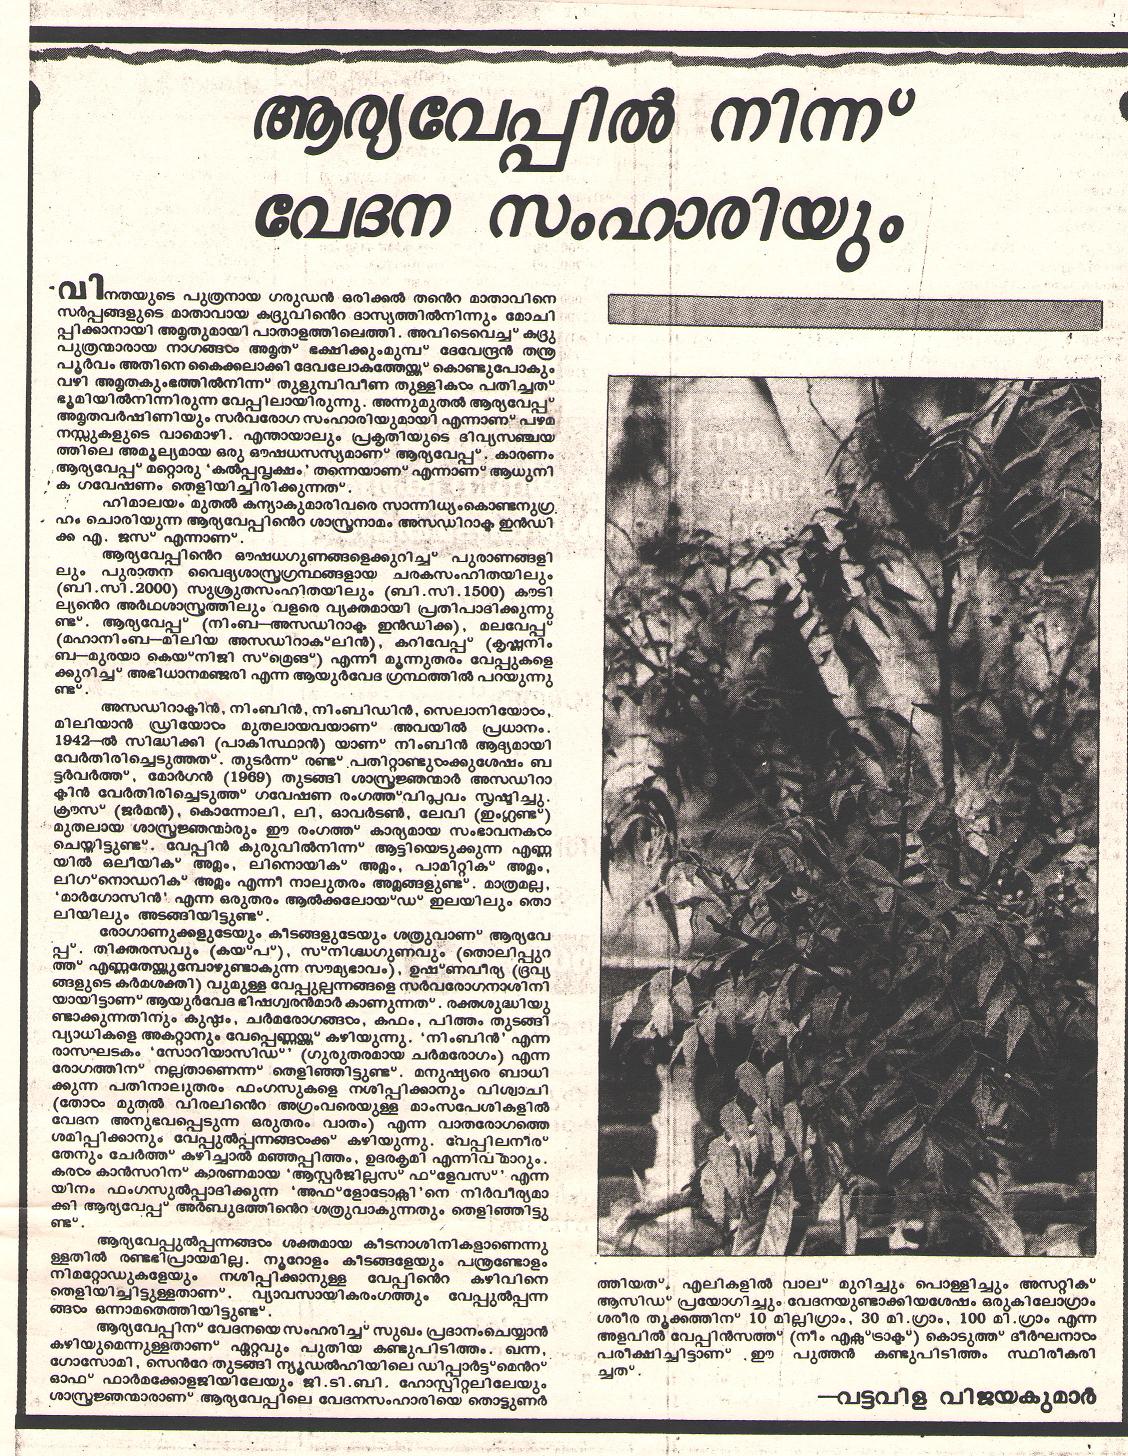 ആര്യവേപ്പിൽ നിന്ന്
വേദന സംഹാരിയും
വിനതയുടെ പുത്രനായ ഗരുഡൻ ഒരിക്കൽ തന്റെ മാതാവിനെ
സർപ്പങ്ങളുടെ മാതാവായ കദ്രുവിന്റെ ദാസ്യത്തിൽനിന്നും മോചി
പ്പിക്കാനായി അമൃതുമായി പാതാളത്തിലെത്തി. അവിടെവെച്ച് കദ്രു
പുത്രന്മാരായ നാഗങ്ങൾ അമൃത് ഭക്ഷിക്കുംമുമ്പ് ദേവേന്ദ്രൻ തന്ത്ര
പൂർവം അതിനെ കൈക്കലാക്കി ദേവലോകത്തേയ്ക്ക് കൊണ്ടുപോകും
വഴി അമൃതകുംഭത്തിൽനിന്ന് തുളുമ്പിവീണ തുള്ളികൾ പതിച്ചത്
ഭൂമിയിൽനിന്നിരുന്ന വേപ്പിലായിരുന്നു. അന്നുമുതൽ ആര്യവേപ്പ്
അമൃതവർഷിണിയും സർവരോഗ സംഹാരിയുമായി എന്നാണ് പഴമ
നസ്സുകളുടെ വാമൊഴി. എന്തായാലും പ്രകൃതിയുടെ ദിവ്യസഞ്ചയ
ത്തിലെ അമൂല്യമായ ഒരു ഔഷധസസ്യമാണ് ആര്യവേപ്പ്. കാരണം
ആര്യവേപ്പ് മറ്റൊരു 'കൽപ്പവൃക്ഷം' തന്നെയാണ് എന്നാണ് ആധുനി
ക ഗവേഷണം തെളിയിച്ചിരിക്കുന്നത്.
ഹിമാലയം മുതൽ കന്യാകുമാരിവരെ സാന്നിധ്യംകൊണ്ടനുഗ്ര
ഹം ചൊരിയുന്ന ആര്യവേപ്പിന്റെ ശാസ്ത്രനാമം അസഡിറാക്ട ഇൻഡി
ക്ക എ. ജസ് എന്നാണ്.
ആര്യവേപ്പിന്റെ ഔഷധഗുണങ്ങളെക്കുറിച്ച് പുരാണങ്ങളി
ലും പുരാതന വൈദ്യശാസ്ത്രഗ്രന്ഥങ്ങളായ ചരകസംഹിതയിലും
(ബി.സി.2000) സുശ്രുതസംഹിതയിലും (ബി.സി.1500) കൗടി
ല്യന്റെ അർഥശാസ്ത്രത്തിലും വളരെ വ്യക്തമായി പ്രതിപാദിക്കുന്നു
ണ്ട്. ആര്യവേപ്പ് (നിംബ—അസഡിറാക്ട ഇൻഡിക്ക), മലവേപ്പ്
(മഹാനിംബ—മിലിയ അസഡിറാക്ലിൻ), കറിവേപ്പ് (കൃഷ്ണനിം
ബ—മുരയാ കെയ്നിജി സ്പ്രെങ്) എന്നീ മൂന്നുതരം വേപ്പുകളെ
ക്കുറിച്ച് അഭിധാനമഞ്ജരി എന്ന ആയുർവേദ ഗ്രന്ഥത്തിൽ പറയുന്നു
ണ്ട്.
അസഡിറാക്ടിൻ, നിംബിൻ, നിംബിഡിൻ, സെലാനിയോൾ,
മിലിയാൻ ഡ്രിയോൾ മുതലായവയാണ് അവയിൽ പ്രധാനം.
1942—ൽ സിദ്ധിക്കി (പാകിസ്ഥാൻ) യാണ് നിംബിൻ ആദ്യമായി
വേർതിരിച്ചെടുത്തത്. തുടർന്ന് രണ്ട് പതിറ്റാണ്ടുൾക്കുശേഷം ബ
ട്ടർവർത്ത്, മോർഗൻ (1969) തുടങ്ങി ശാസ്ത്രജ്ഞന്മാർ അസഡിറാ
ക്ടിൻ വേർതിരിച്ചെടുത്ത് ഗവേഷണ രംഗത്ത് വിപ്ലവം സൃഷ്ടിച്ചു.
ക്രൗസ് (ജർമൻ), കൊന്നോലി, ലീ, ഓവർടൺ, ലേവി (ഇംഗ്ലണ്ട്)
മുതലായ ശാസ്ത്രജ്ഞന്മാരും ഈ രംഗത്ത് കാര്യമായ സംഭാവനകൾ
ചെയ്തിട്ടുണ്ട്. വേപ്പിൻ കുരുവിൽനിന്ന് ആട്ടിയെടുക്കുന്ന എണ്ണ
യിൽ ഒലീയിക് അമ്ലം, ലിനൊയിക് അമ്ലം, പാമിറ്റിക് അമ്ലം,
ലിഗ്നൊഡറിക് അമ്ലം എന്നീ നാലുതരം അമ്ലങ്ങളുണ്ട്. മാത്രമല്ല,
'മാർഗോസിൻ' എന്ന ഒരുതരം ആൽക്കലോയ്ഡ് ഇലയിലും തൊ
ലിയിലും അടങ്ങിയിട്ടുണ്ട്.
രോഗാണുക്കളുടേയും കീടങ്ങളുടേയും ശത്രുവാണ് ആര്യവേ
പ്പ്. തിക്തരസവും (കയ്പ്), സ്നിഗ്ദ്ധഗുണവും (തൊലിപ്പുറ
ത്ത് എണ്ണതേയ്ക്കുമ്പോഴുണ്ടാകുന്ന സൗമ്യഭാവം), ഉഷ്ണവീര്യ (ദ്രവ്യ
ങ്ങളുടെ കർമശക്തി) വുമുള്ള വേപ്പുല്പന്നങ്ങളെ സർവരോഗനാശിനി
യായിട്ടാണ് ആയുർവേദ ഭിഷഗ്വരൻമാർ കാണുന്നത്. രക്തശുദ്ധിയു
ണ്ടാക്കുന്നതിനും കുഷ്ഠം, ചർമരോഗങ്ങൾ, കഫം, പിത്തം തുടങ്ങി
വ്യാധികളെ അകറ്റാനും വേപ്പെണ്ണയ്ക്ക് കഴിയുന്നു. 'നിംബിൻ' എന്ന
രാസഘടകം 'സോറിയാസിഡ്' (ഗുരുതരമായ ചർമരോഗം) എന്ന
രോഗത്തിന് നല്ലതാണെന്ന് തെളിഞ്ഞിട്ടുണ്ട്. മനുഷ്യരെ ബാധി
ക്കുന്ന പതിനാലുതരം ഫംഗസുകളെ നശിപ്പിക്കാനും വിശ്വാചി
(തോൾ മുതൽ വിരലിന്റെ അഗ്രംവരെയുള്ള മാംസപേശികളിൽ
വേദന അനുഭവപ്പെടുന്ന ഒരുതരം വാതം) എന്ന വാതരോഗത്തെ
ശമിപ്പിക്കാനും വേപ്പുൽപ്പന്നങ്ങൾക്ക് കഴിയുന്നു. വേപ്പിലനീര്
തേനും ചേർത്ത് കഴിച്ചാൽ മഞ്ഞപ്പിത്തം, ഉദരകൃമി എന്നിവ മാറും.
കരൾ കാൻസറിന് കാരണമായ 'ആസ്പർജില്ലസ് ഫ്ളേവസ്' എന്ന
യിനം ഫംഗസുൽപ്പാദിക്കുന്ന 'അഫ്ളോടോക്സി'നെ നിർവീര്യമാ
ക്കി ആര്യവേപ്പ് അർബുദത്തിന്റെ ശത്രുവാകുന്നതും തെളിഞ്ഞിട്ടു
ണ്ട്.
ആര്യവേപ്പുൽപ്പന്നങ്ങൾ ശക്തമായ കീടനാശിനികളാണെന്നു
ള്ളതിൽ രണ്ടഭിപ്രായമില്ല. നൂറോളം കീടങ്ങളേയും പന്ത്രണ്ടോളം
നിമറ്റോഡുകളേയും നശിപ്പിക്കാനുള്ള വേപ്പിന്റെ കഴിവിനെ
തെളിയിച്ചിട്ടുള്ളതാണ്. വ്യാവസായികരംഗത്തും വേപ്പുൽപ്പന്ന
ങ്ങൾ ഒന്നാമതെത്തിയിട്ടുണ്ട്.
ആര്യവേപ്പിന് വേദനയെ സംഹരിച്ച് സുഖം പ്രദാനംചെയ്യാൻ
കഴിയുമെന്നുള്ളതാണ് ഏറ്റവും പുതിയ കണ്ടുപിടിത്തം. ഖന്ന,
ഗോസോമി, സെൻറേ തുടങ്ങി ന്യൂഡൽഹിയിലെ ഡിപ്പാർട്ട്മെന്റ്
ഓഫ് ഫാർമക്കോളജിയിലേയും ജി.ടി.ബി. ഹോസ്പിറ്റലിലേയും
ശാസ്ത്രജ്ഞന്മാരാണ് ആര്യവേപ്പിലെ വേദനസംഹാരിയെ തൊട്ടുണർ
ത്തിയത്. എലികളിൽ വാല് മുറിച്ചും പൊള്ളിച്ചും അസറ്റിക്
ആസിഡ് പ്രയോഗിച്ചും വേദനയുണ്ടാക്കിയശേഷം ഒരുകിലോഗ്രാം
ശരീര തൂക്കത്തിന് 10 മില്ലിഗ്രാം, 30 മി.ഗ്രാം, 100 മി.ഗ്രാം എന്ന
അളവിൽ വേപ്പിൻസത്ത് (നീം എക്സ്ട്രാക്ട്) കൊടുത്ത് ദീർഘനാൾ
പരീക്ഷിച്ചിട്ടാണ് ഈ പുത്തൻ കണ്ടുപിടിത്തം സ്ഥിരീകരി
ച്ചത്.
—വട്ടവിള വിജയകുമാർ